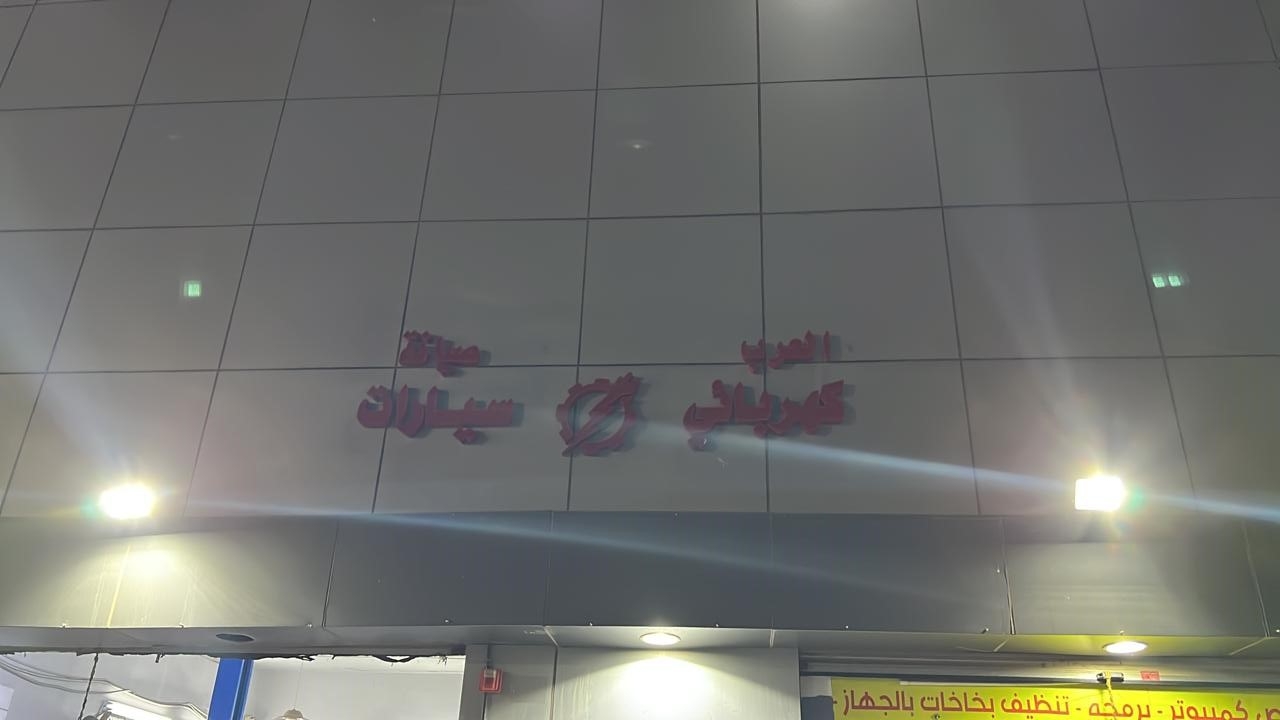 العرب
كهربائي
صيانة
سيارات
كمبيوتر - برمجه - تنظيف بخاخات بالجهاز -